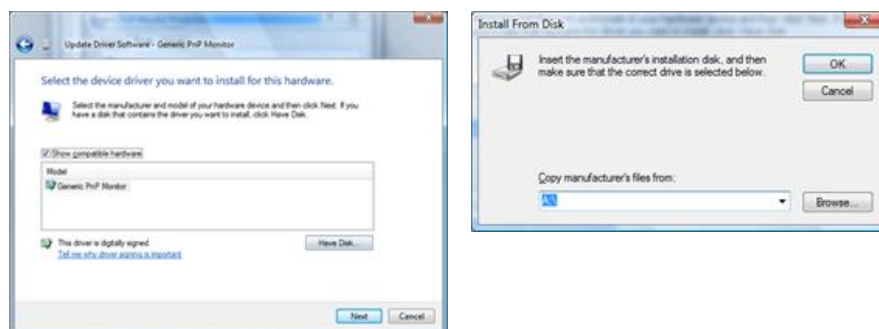 Update Driver Software - Generic PnP Monitor
Select the device driver you want to install for this hardware.
Select the manufacturer and model of your hardware device and then click Next. If you
have a disk that contains the driver you want to install, click Have Disk.
Show compatible hardware
Model
Generic PnP Monitor
This driver is digitally signed.
Have Disk...
Tell me why driver signing is important
Next
Cancel
Install From Disk
Insert the manufacturer's installation disk, and then
make sure that the correct drive is selected below.
OK
Cancel
Copy manufacturer's files from:
A:\
Browse...